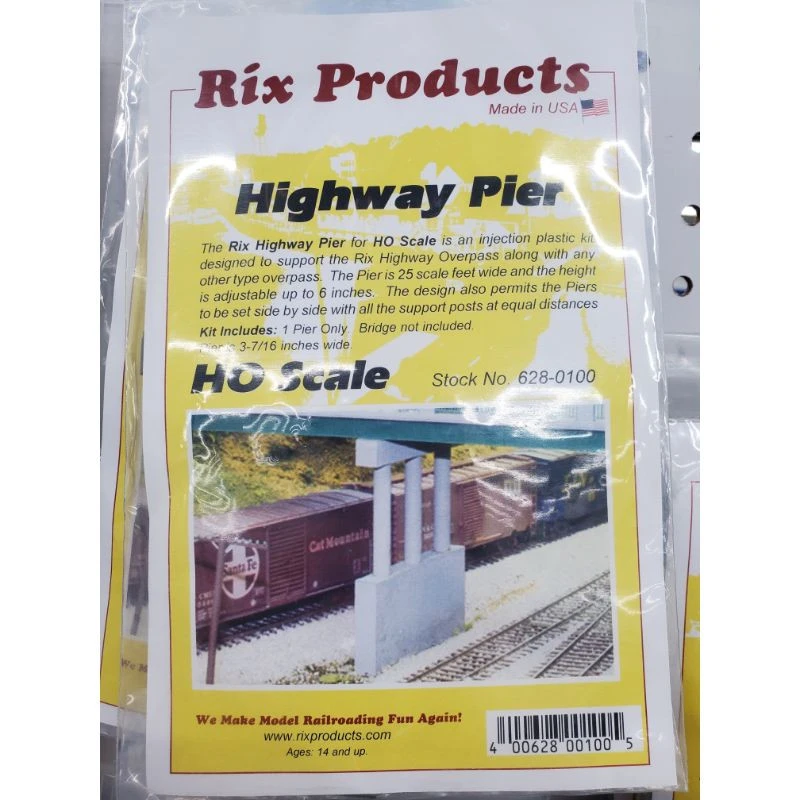 Rix Products
Made in USA
Highway Pier
The Rix Highway Pier for HO Scale is an injection plastic kit
designed to support the Rix Highway Overpass along with any
other type overpass. The Pier is 25 scale feet wide and the height
is adjustable up to 6 inches. The design also permits the Piers
to be set side by side with all the support posts at equal distances
Kit Includes: 1 Pier Only. Bridge not included.
Pier is 3-7/16 inches wide.
HO Scale
Stock No. 628-0100
Cat Mountain
Santa Fe
We Make Model Railroading Fun Again!
www.rixproducts.com
Ages: 14 and up.
4 00628 00100 5
We M